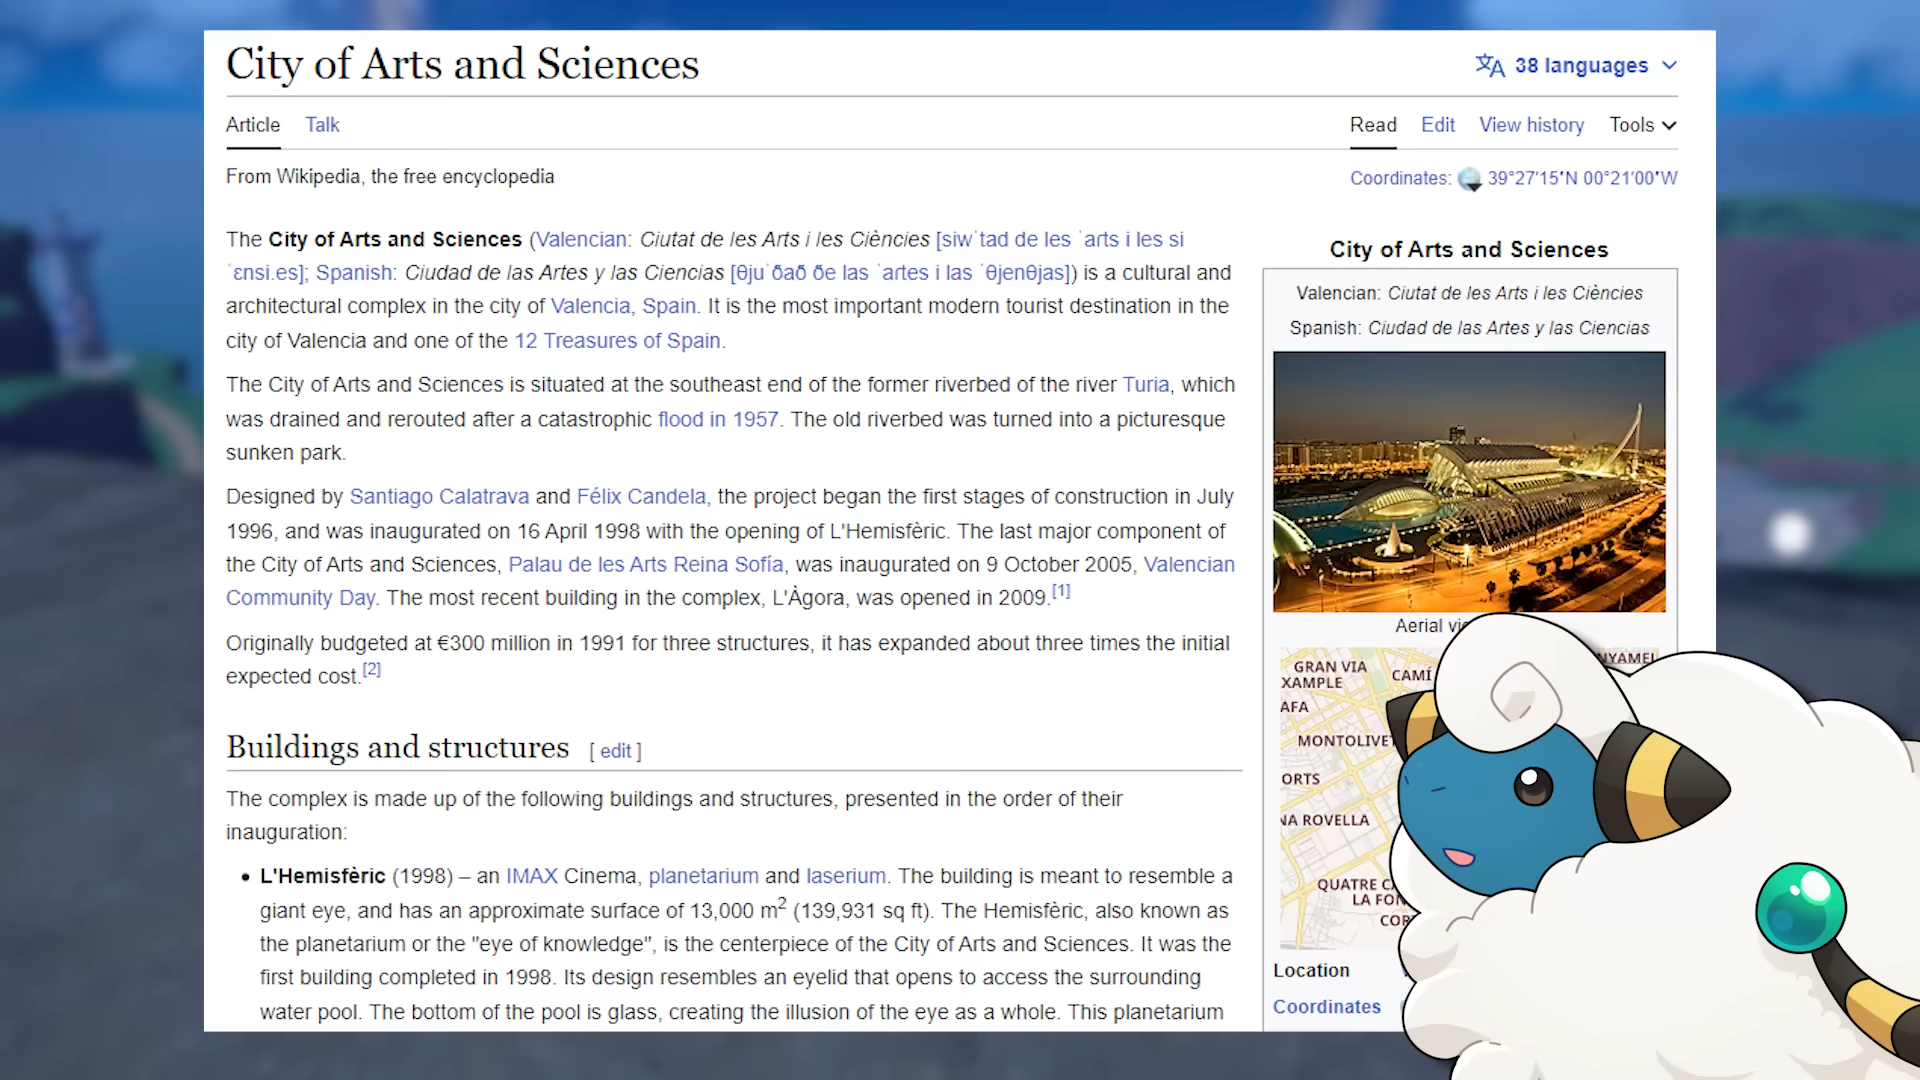 City of Arts and Sciences
38 languages
Article Talk
Read Edit View history Tools
From Wikipedia, the free encyclopedia
Coordinates: 39°27′15″N 00°21′00″W
The City of Arts and Sciences (Valencian: Ciutat de les Arts i les Ciències [siwˈtad de les ˈarts i les si
ˈɛnsi.es]; Spanish: Ciudad de las Artes y las Ciencias [θjuˈðað ðe las ˈaɾtes i las ˈθjenθjas]) is a cultural and
architectural complex in the city of Valencia, Spain. It is the most important modern tourist destination in the
city of Valencia and one of the 12 Treasures of Spain.
The City of Arts and Sciences is situated at the southeast end of the former riverbed of the river Turia, which
was drained and rerouted after a catastrophic flood in 1957. The old riverbed was turned into a picturesque
sunken park.
Designed by Santiago Calatrava and Félix Candela, the project began the first stages of construction in July
1996, and was inaugurated on 16 April 1998 with the opening of L'Hemisfèric. The last major component of
the City of Arts and Sciences, Palau de les Arts Reina Sofía, was inaugurated on 9 October 2005, Valencian
Community Day. The most recent building in the complex, L'Àgora, was opened in 2009.[1]
Originally budgeted at €300 million in 1991 for three structures, it has expanded about three times the initial
expected cost.[2]
Buildings and structures [ edit ]
The complex is made up of the following buildings and structures, presented in the order of their
inauguration:
• L'Hemisfèric (1998) – an IMAX Cinema, planetarium and laserium. The building is meant to resemble a
giant eye, and has an approximate surface of 13,000 m2 (139,931 sq ft). The Hemisfèric, also known as
the planetarium or the "eye of knowledge", is the centerpiece of the City of Arts and Sciences. It was the
first building completed in 1998. Its design resembles an eyelid that opens to access the surrounding
water pool. The bottom of the pool is glass, creating the illusion of the eye as a whole. This planetarium
City of Arts and Sciences
Valencian: Ciutat de les Arts i les Ciències
Spanish: Ciudad de las Artes y las Ciencias
Aerial
GRAN VIA
XAMPLE
CAMÍ
NYAMEL
AFA
MONTOLIVET
ORTS
NA ROVELLA
QUATRE
LA
Location
Coordinates